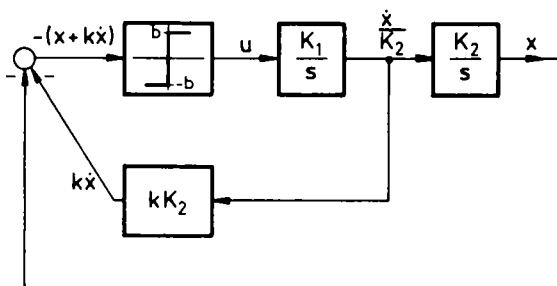 -(x+kẋ)
b
-b
u
K₁
s
ẋ
K₂
K₂
s
x
kẋ
kK₂